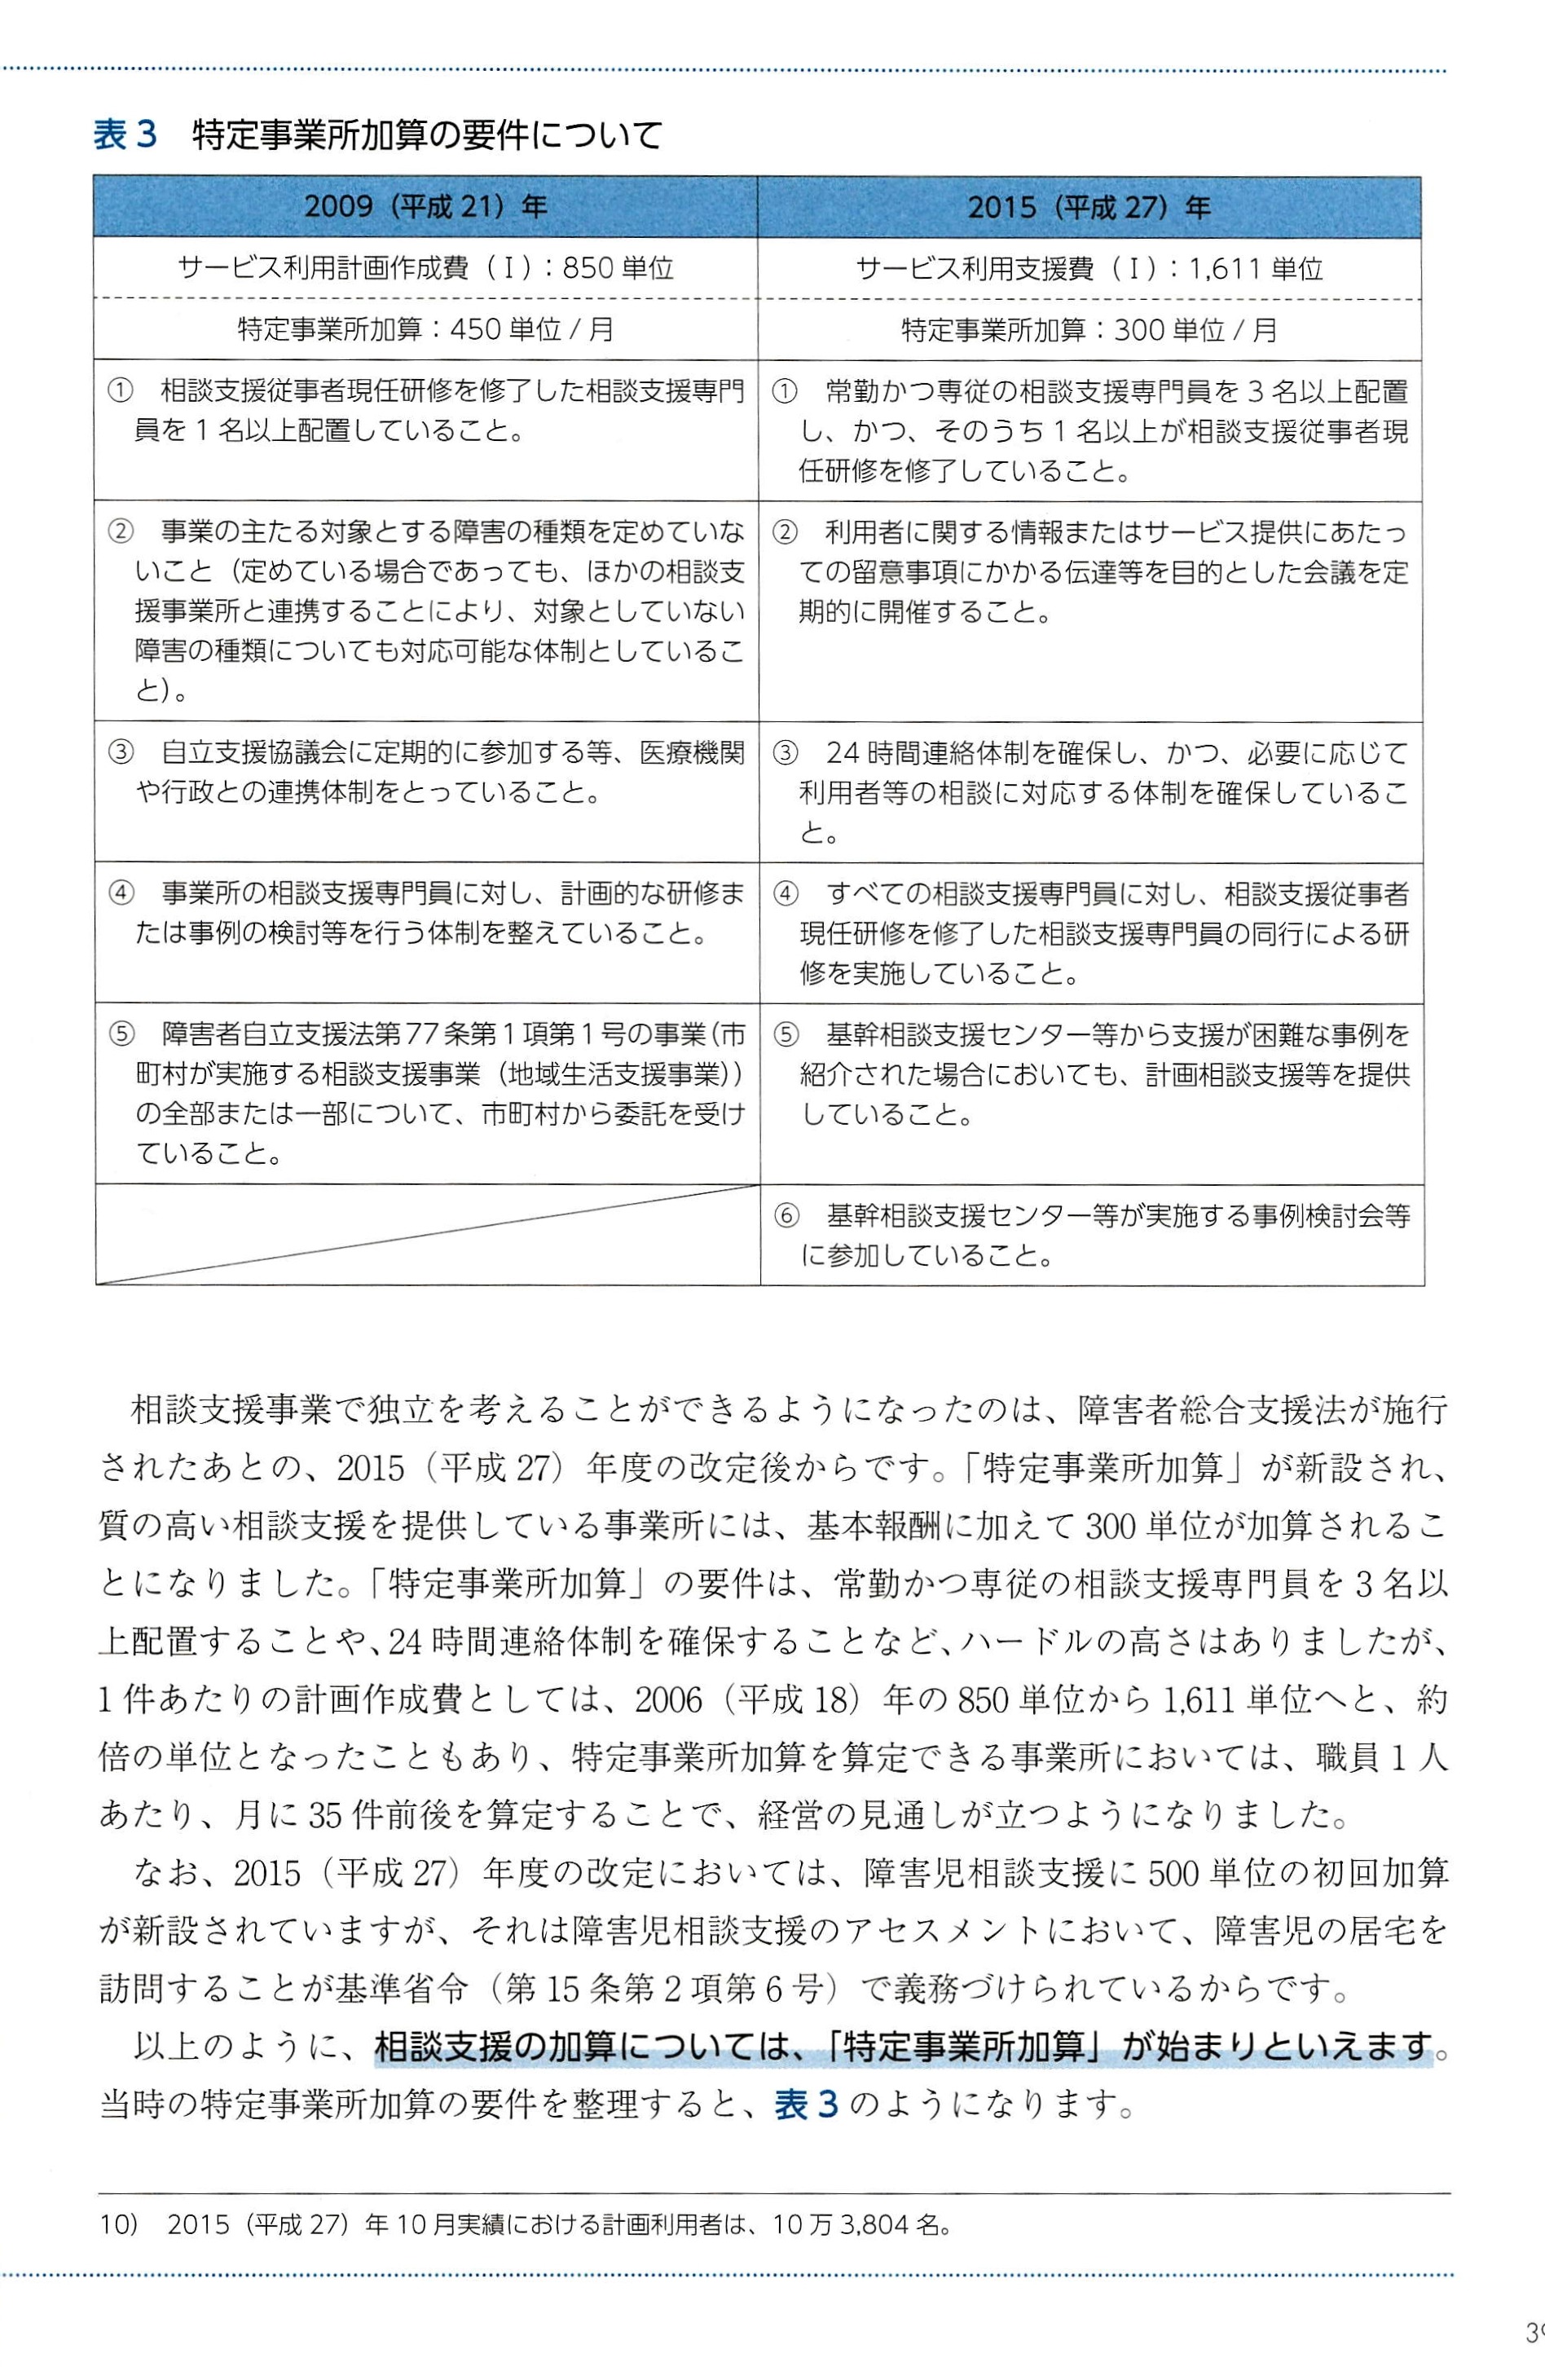 表3　特定事業所加算の要件について
2009（平成21）年
2015（平成27）年
サービス利用計画作成費（Ⅰ）：850単位
サービス利用支援費（Ⅰ）：1,611単位
特定事業所加算：450単位/月
特定事業所加算：300単位/月
①　相談支援従事者現任研修を修了した相談支援専門
員を1名以上配置していること。
①　常勤かつ専従の相談支援専門員を3名以上配置
し、かつ、そのうち1名以上が相談支援従事者現
任研修を修了していること。
②　事業の主たる対象とする障害の種類を定めていな
いこと（定めている場合であっても、ほかの相談支
援事業所と連携することにより、対象としていない
障害の種類についても対応可能な体制としているこ
と）。
②　利用者に関する情報またはサービス提供にあたっ
ての留意事項にかかる伝達等を目的とした会議を定
期的に開催すること。
③　自立支援協議会に定期的に参加する等、医療機関
や行政との連携体制をとっていること。
③　24時間連絡体制を確保し、かつ、必要に応じて
利用者等の相談に対応する体制を確保しているこ
と。
④　事業所の相談支援専門員に対し、計画的な研修ま
たは事例の検討等を行う体制を整えていること。
④　すべての相談支援専門員に対し、相談支援従事者
現任研修を修了した相談支援専門員の同行による研
修を実施していること。
⑤　障害者自立支援法第77条第1項第1号の事業（市
町村が実施する相談支援事業（地域生活支援事業））
の全部または一部について、市町村から委託を受け
ていること。
⑤　基幹相談支援センター等から支援が困難な事例を
紹介された場合においても、計画相談支援等を提供
していること。
⑥　基幹相談支援センター等が実施する事例検討会等
に参加していること。
　相談支援事業で独立を考えることができるようになったのは、障害者総合支援法が施行
されたあとの、2015（平成27）年度の改定後からです。「特定事業所加算」が新設され、
質の高い相談支援を提供している事業所には、基本報酬に加えて300単位が加算されるこ
とになりました。「特定事業所加算」の要件は、常勤かつ専従の相談支援専門員を3名以
上配置することや、24時間連絡体制を確保することなど、ハードルの高さはありましたが、
1件あたりの計画作成費としては、2006（平成18）年の850単位から1,611単位へと、約
倍の単位となったこともあり、特定事業所加算を算定できる事業所においては、職員1人
あたり、月に35件前後を算定することで、経営の見通しが立つようになりました。
　なお、2015（平成27）年度の改定においては、障害児相談支援に500単位の初回加算
が新設されていますが、それは障害児相談支援のアセスメントにおいて、障害児の居宅を
訪問することが基準省令（第15条第2項第6号）で義務づけられているからです。
　以上のように、相談支援の加算については、「特定事業所加算」が始まりといえます。
当時の特定事業所加算の要件を整理すると、表3のようになります。
10）　2015（平成27）年10月実績における計画利用者は、10万3,804名。